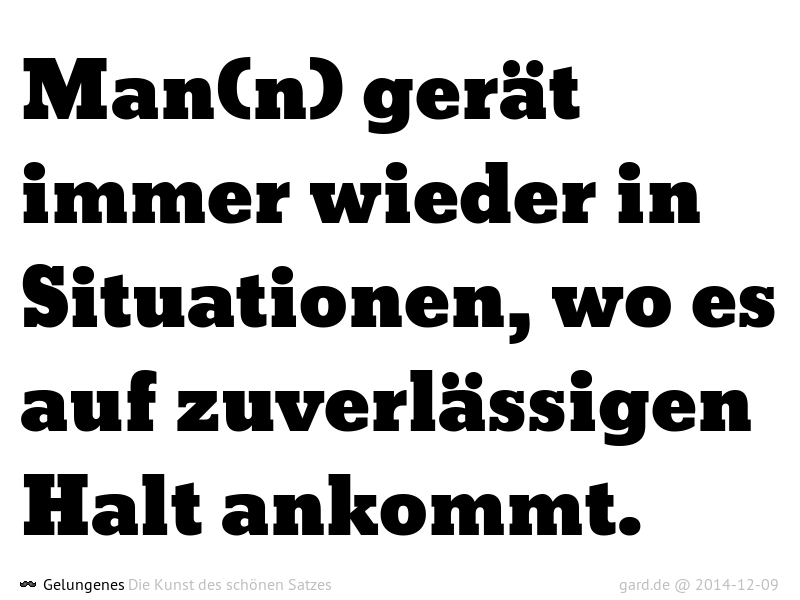 Man(n) gerät
immer wieder in
Situationen, wo es
auf zuverlässigen
Halt ankommt.
Gelungenes Die Kunst des schönen Satzes
gard.de @ 2014-12-09